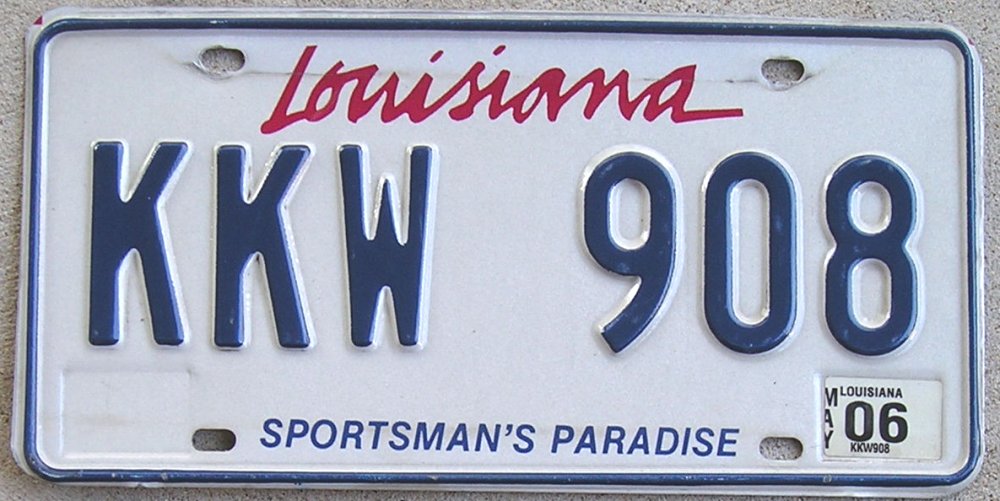 Louisiana
KKW 908
SPORTSMAN'S PARADISE
MAY
LOUISIANA
06
KKW908